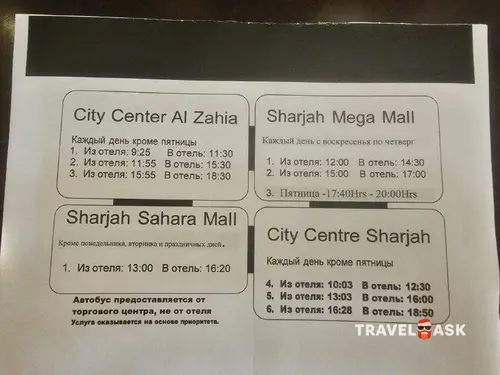 City Center Al Zahia
Каждый день кроме пятницы
1. Из отеля: 9:25 В отель: 11:30
2. Из отеля: 11:55 В отель: 15:30
3. Из отеля: 15:55 В отель: 18:30
Sharjah Mega Mall
Каждый день с воскресенья по четверг
1. Из отеля: 12:00 В отель: 14:30
2. Из отеля: 15:00 В отель: 17:00
3. Пятница -17:40Hrs - 20:00Hrs
Sharjah Sahara Mall
Кроме понедельника, вторника и праздничных дней.
1. Из отеля: 13:00 В отель: 16:20
City Centre Sharjah
Каждый день кроме пятницы
4. Из отеля: 10:03 В отель: 12:30
5. Из отеля: 13:03 В отель: 16:00
6. Из отеля: 16:28 В отель: 18:50
Автобус предоставляется от
торгового центра, не от отеля
Услуга оказывается на основе приоритета.
TRAVEL ASK